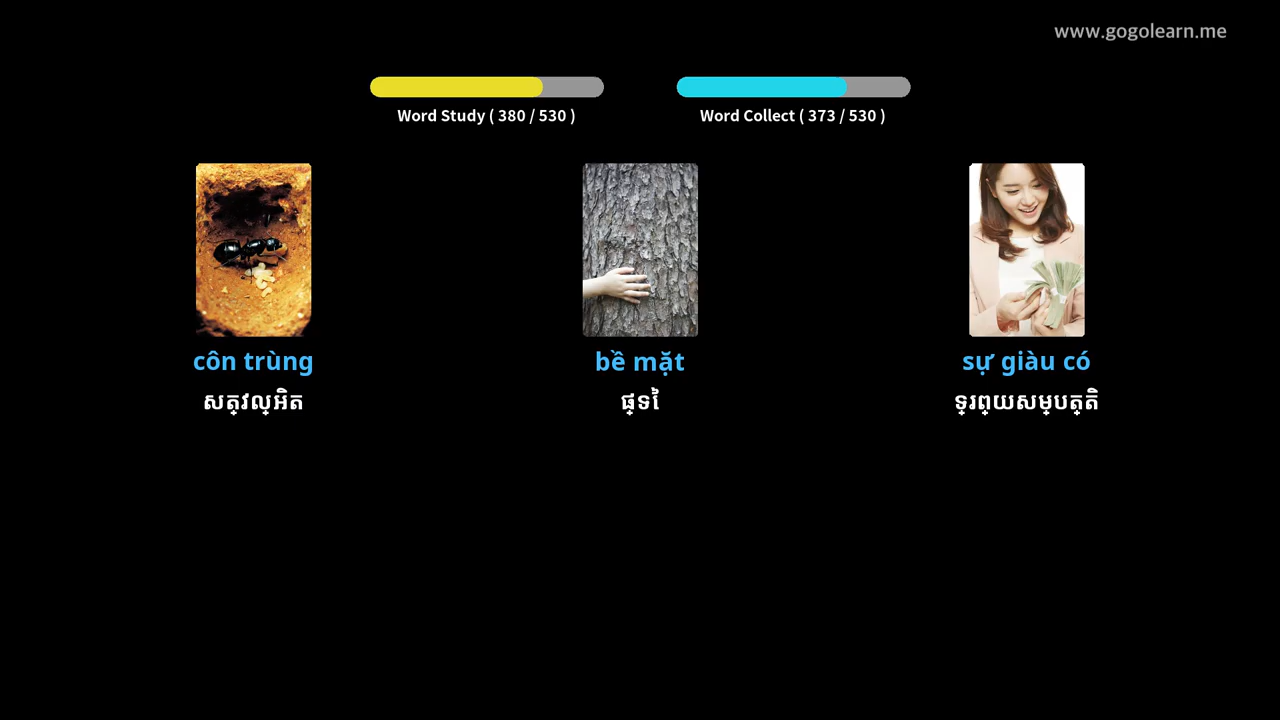 www.gogolearn.me
Word Study ( 380 / 530 )
Word Collect ( 373 / 530 )
côn trùng
bề mặt
sự giàu có
សត្វល្អិត
ផ្ទៃ
ទ្រព្យសម្បត្តិ